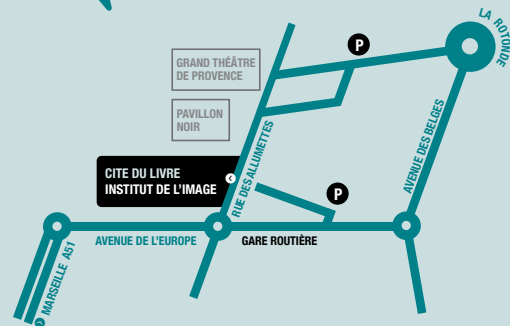 LA ROTONDE
P
GRAND THÉÂTRE
DE PROVENCE
PAVILLON
NOIR
RUE DES ALLUMETTES
AVENUE DES BELGES
CITE DU LIVRE
INSTITUT DE L'IMAGE
P
AVENUE DE L'EUROPE
GARE ROUTIÈRE
MARSEILLE A51